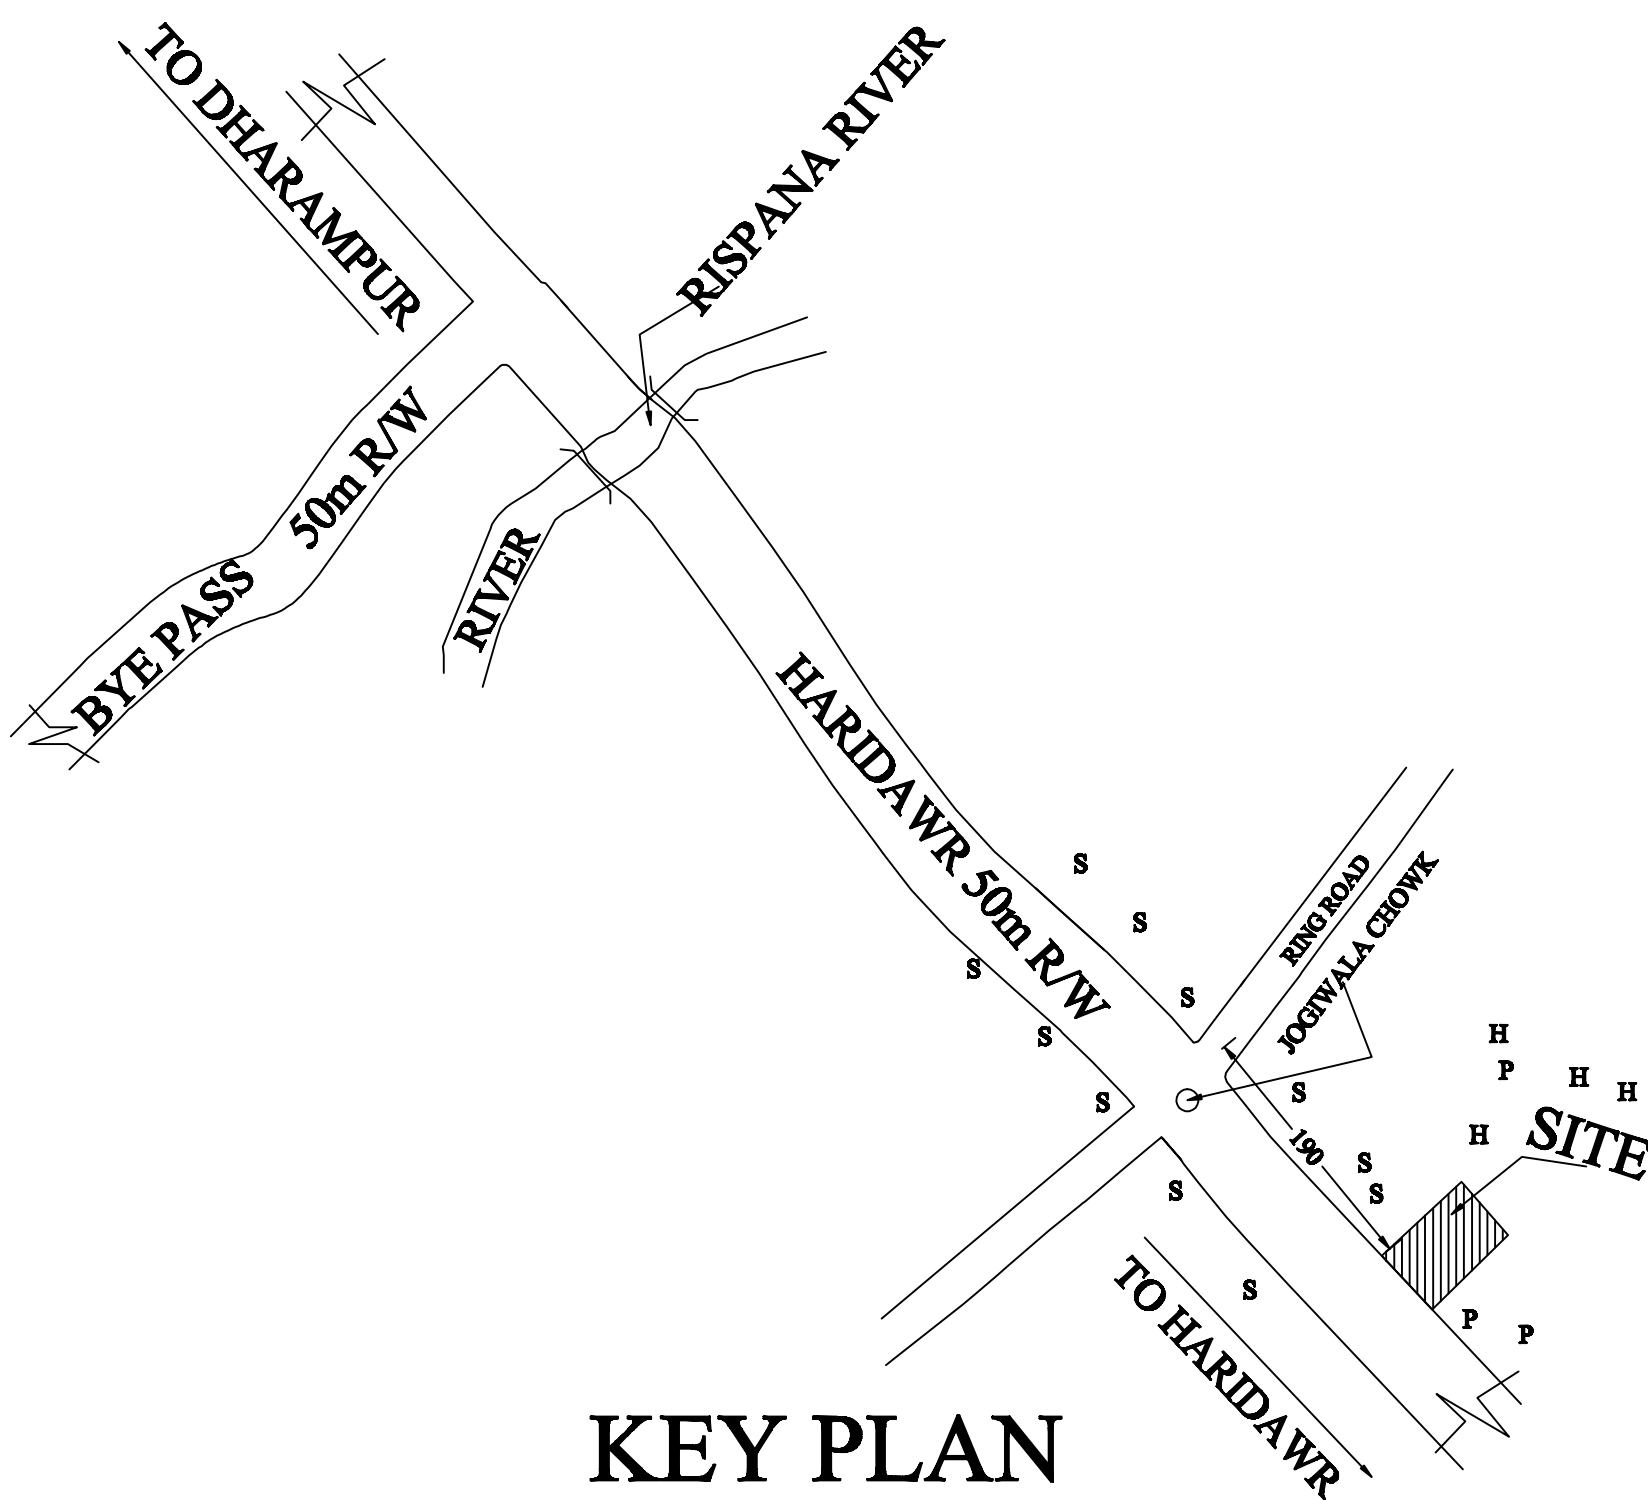 TO DHARAMPUR
RISPANA RIVER
BYE PASS 50m R/W
RIVER
HARIDAWR 50m R/W
RING ROAD
JOGIWALA CHOWK
S
S
S
S
S
S
H
P
H
H
H
S
190
S
S
S
S
SITE
P
P
TO HARIDAWR
KEY PLAN